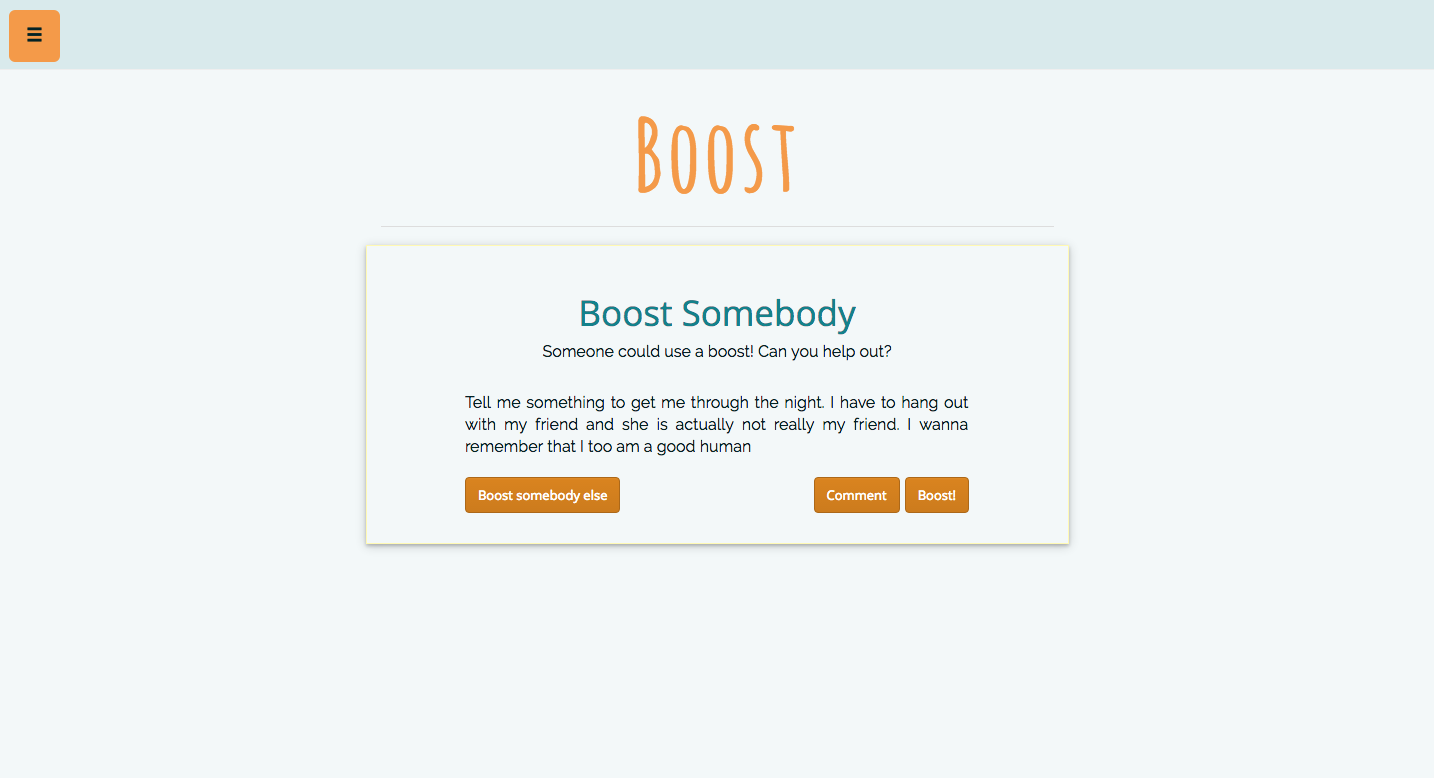 Boost
Boost Somebody
Someone could use a boost! Can you help out?
Tell me something to get me through the night. I have to hang out
with my friend and she is actually not really my friend. I wanna
remember that I too am a good human
Boost somebody else
Comment
Boost!